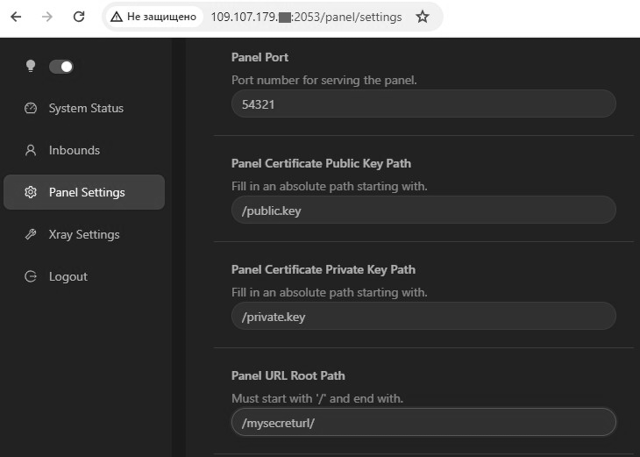 Не защищено 109.107.179. :2053/panel/settings
Panel Port
Port number for serving the panel.
54321
System Status
Inbounds
Panel Settings
Xray Settings
Logout
Panel Certificate Public Key Path
Fill in an absolute path starting with.
/public.key
Panel Certificate Private Key Path
Fill in an absolute path starting with.
/private.key
Panel URL Root Path
Must start with '/' and end with.
/mysecreturl/